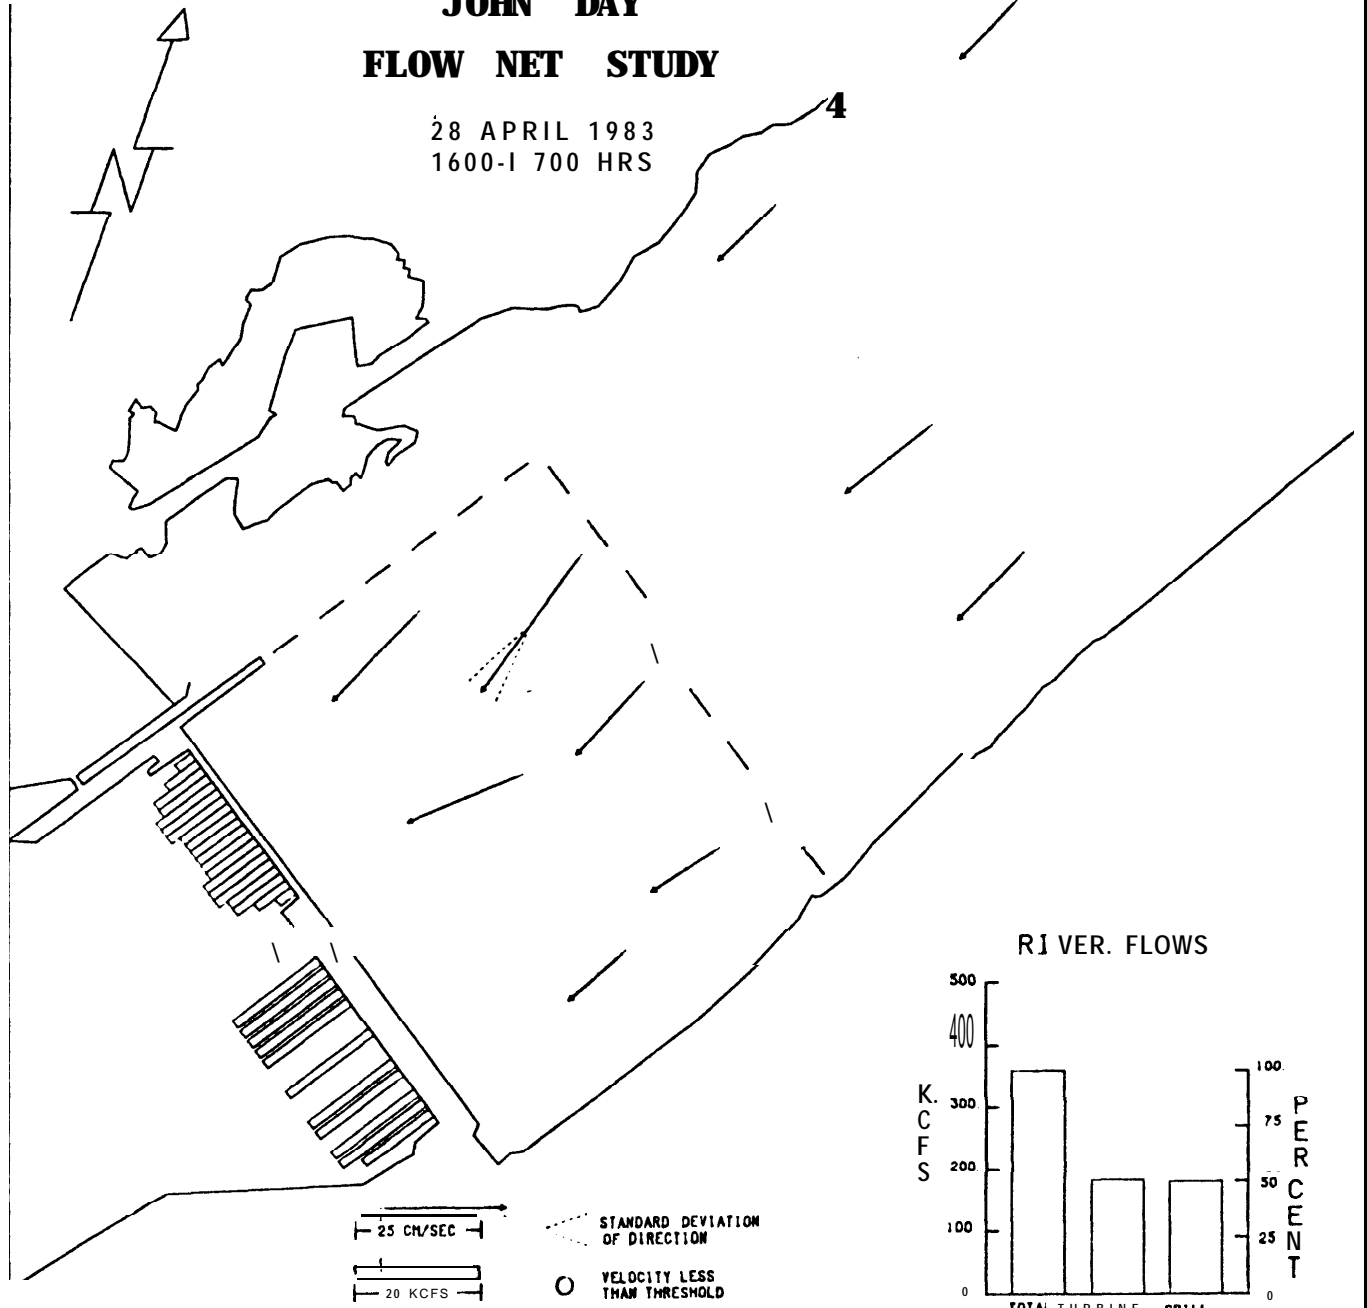 JOHN DAY
FLOW NET STUDY
28 APRIL 1983
1600-I 700 HRS
4
N
RI VER. FLOWS
500
400
300
200
100
0
K.
C
F
S
100
75
50
25
0
P
E
R
C
E
N
T
TOTAL TURBINE SPILL
25 CM/SEC
20 KCFS
STANDARD DEVIATION
OF DIRECTION
VELOCITY LESS
THAN THRESHOLD